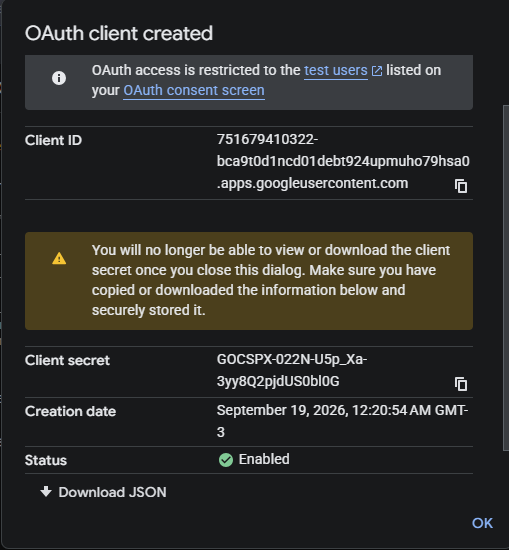 OAuth client created
OAuth access is restricted to the test users listed on
your OAuth consent screen
Client ID
751679410322-
bca9t0d1ncd01debt924upmuho79hsa0
.apps.googleusercontent.com
You will no longer be able to view or download the client
secret once you close this dialog. Make sure you have
copied or downloaded the information below and
securely stored it.
Client secret
GOCSPX-022N-U5p_Xa-
3yy8Q2pjdUS0bl0G
Creation date
September 19, 2026, 12:20:54 AM GMT-
3
Status
Enabled
Download JSON
OK